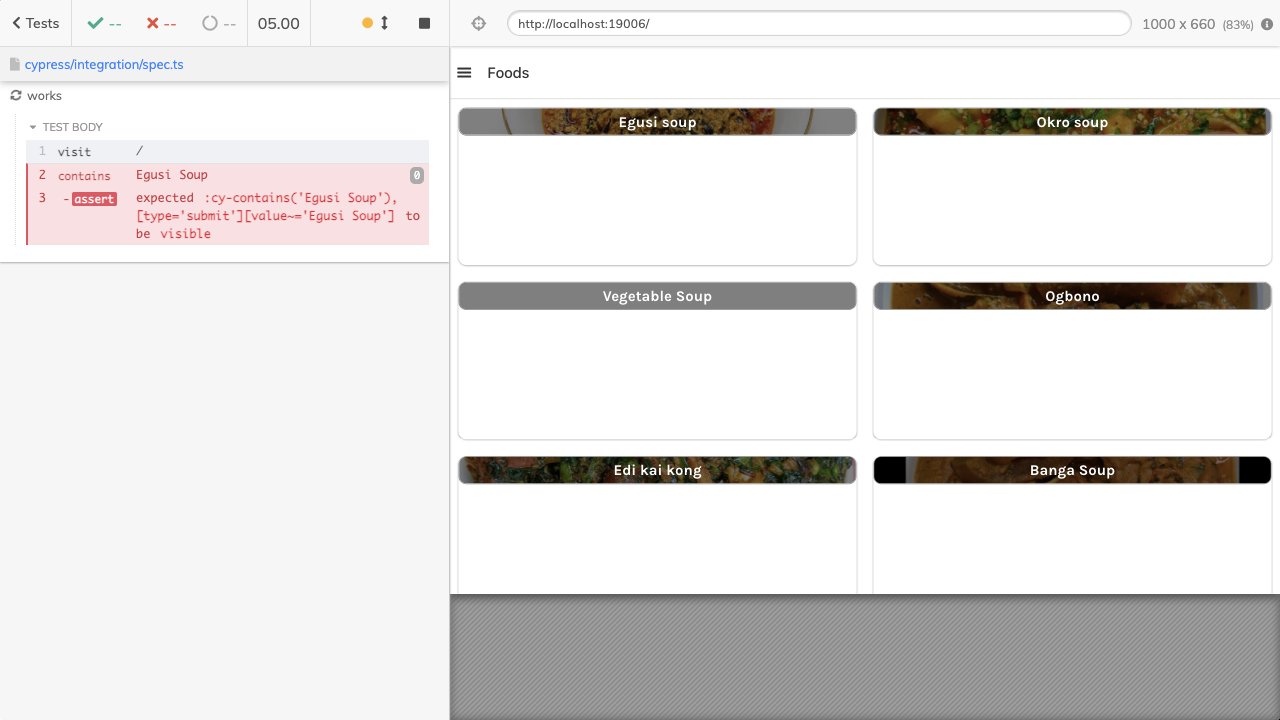 Tests
--
--
--
05.00
http://localhost:19006/
1000 x 660 (83%)
cypress/integration/spec.ts
works
TEST BODY
1 visit /
2 contains Egusi Soup 0
3 -assert expected :cy-contains('Egusi Soup'),
[type='submit'][value~='Egusi Soup'] to
be visible
Foods
Egusi soup
Okro soup
Vegetable Soup
Ogbono
Edi kai kong
Banga Soup